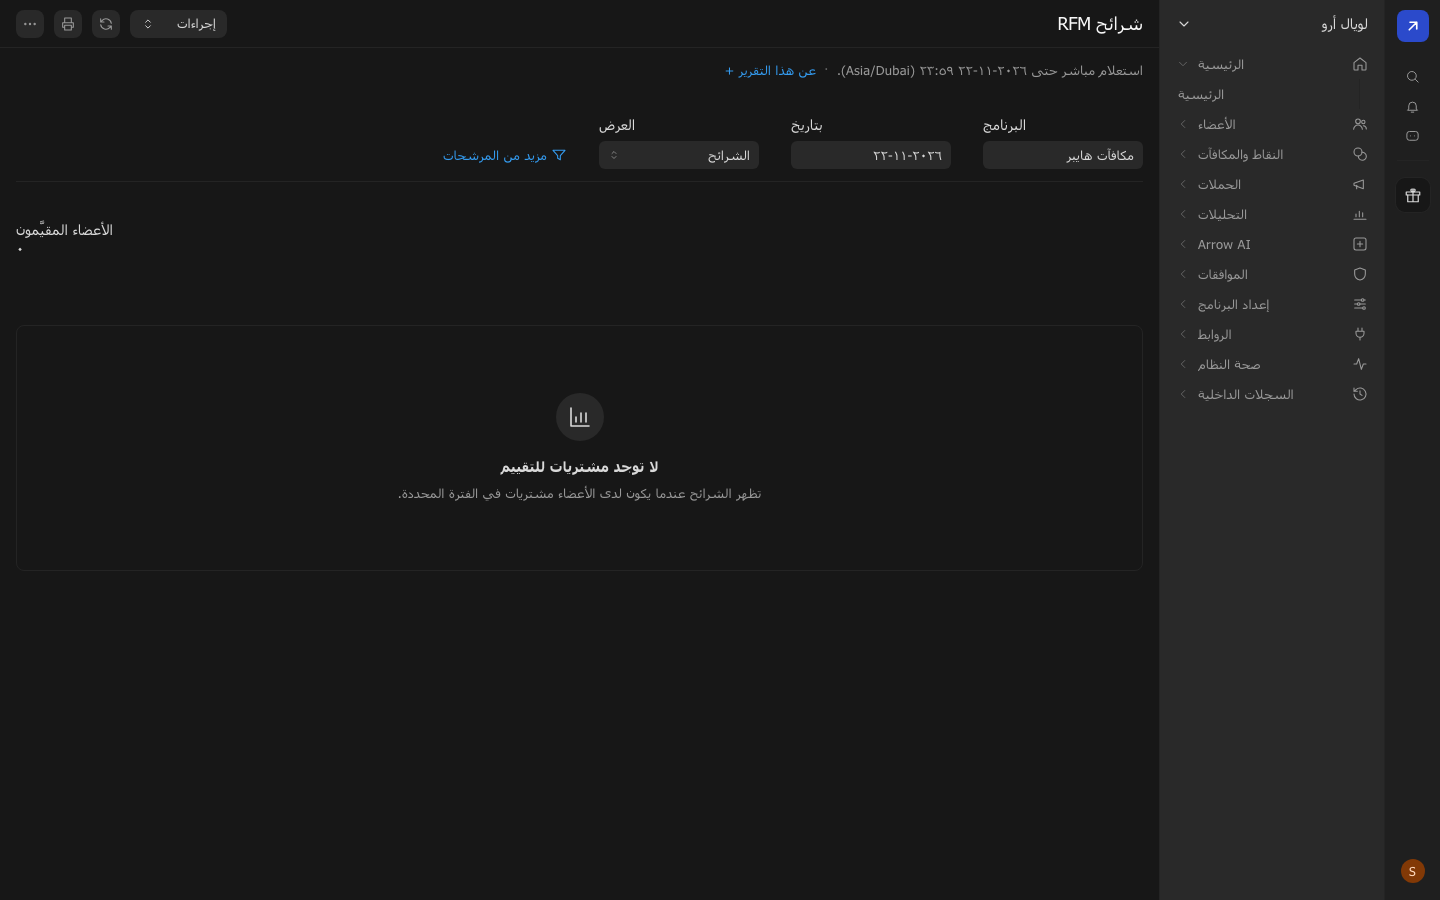 لويال أرو
الرئيسية
الرئيسية
الأعضاء
النقاط والمكافآت
الحملات
التحليلات
Arrow AI
الموافقات
إعداد البرنامج
الروابط
صحة النظام
السجلات الداخلية
S
شرائح RFM
إجراءات
استعلام مباشر حتى ٢٠٢٦-١١-٢٢ ٢٣:٥٩ (Asia/Dubai). · عن هذا التقرير +
البرنامج
مكافآت هايبر
بتاريخ
٢٠٢٦-١١-٢٢
العرض
الشرائح
مزيد من المرشحات
الأعضاء المقيَّمون
٠
لا توجد مشتريات للتقييم
تظهر الشرائح عندما يكون لدى الأعضاء مشتريات في الفترة المحددة.